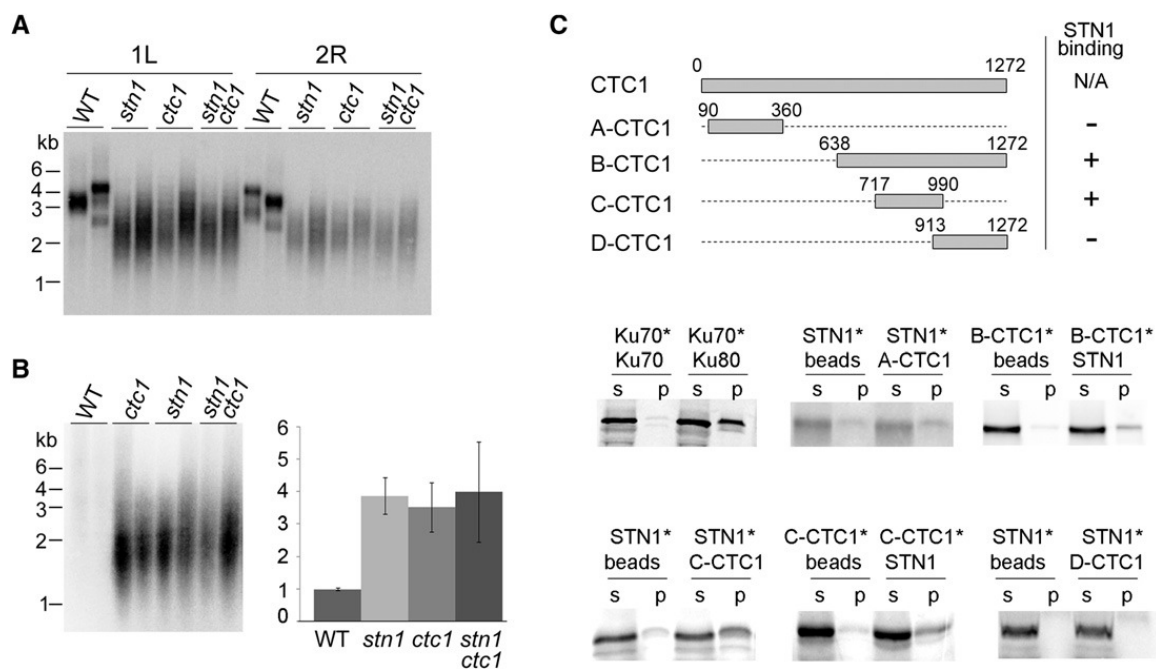 A
1L 2R
WT stn1 ctc1 stn1 ctc1 WT stn1 ctc1 stn1 ctc1
kb
6
4
3
2
1
B
WT ctc1 stn1 stn1 ctc1
kb
6
4
3
2
1
6
5
4
3
2
1
0
WT stn1 ctc1 stn1
ctc1
C
STN1
binding
CTC1 0 1272 N/A
A-CTC1 90 360 –
B-CTC1 638 1272 +
C-CTC1 717 990 +
D-CTC1 913 1272 –
Ku70* Ku70* STN1* STN1* B-CTC1* B-CTC1*
Ku70 Ku80 beads A-CTC1 beads STN1
s p s p s p s p s p s p
STN1* STN1* C-CTC1* C-CTC1* STN1* STN1*
beads C-CTC1 beads STN1 beads D-CTC1
s p s p s p s p s p s p